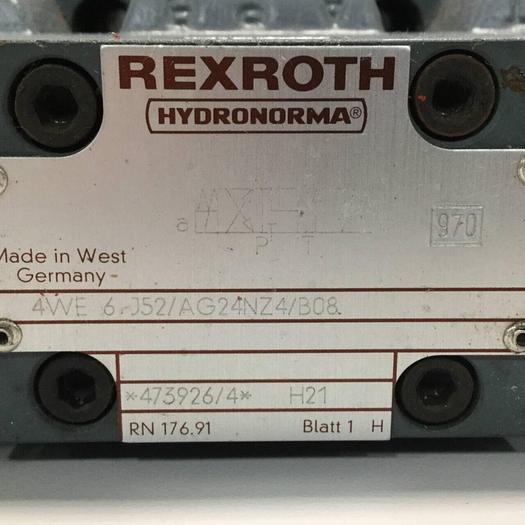 REXROTH
HYDRONORMA®
a
P T
970
Made in West
Germany
4WE 6 J52/AG24NZ4/B08
*473926/4* H21
RN 176.91 Blatt 1 H